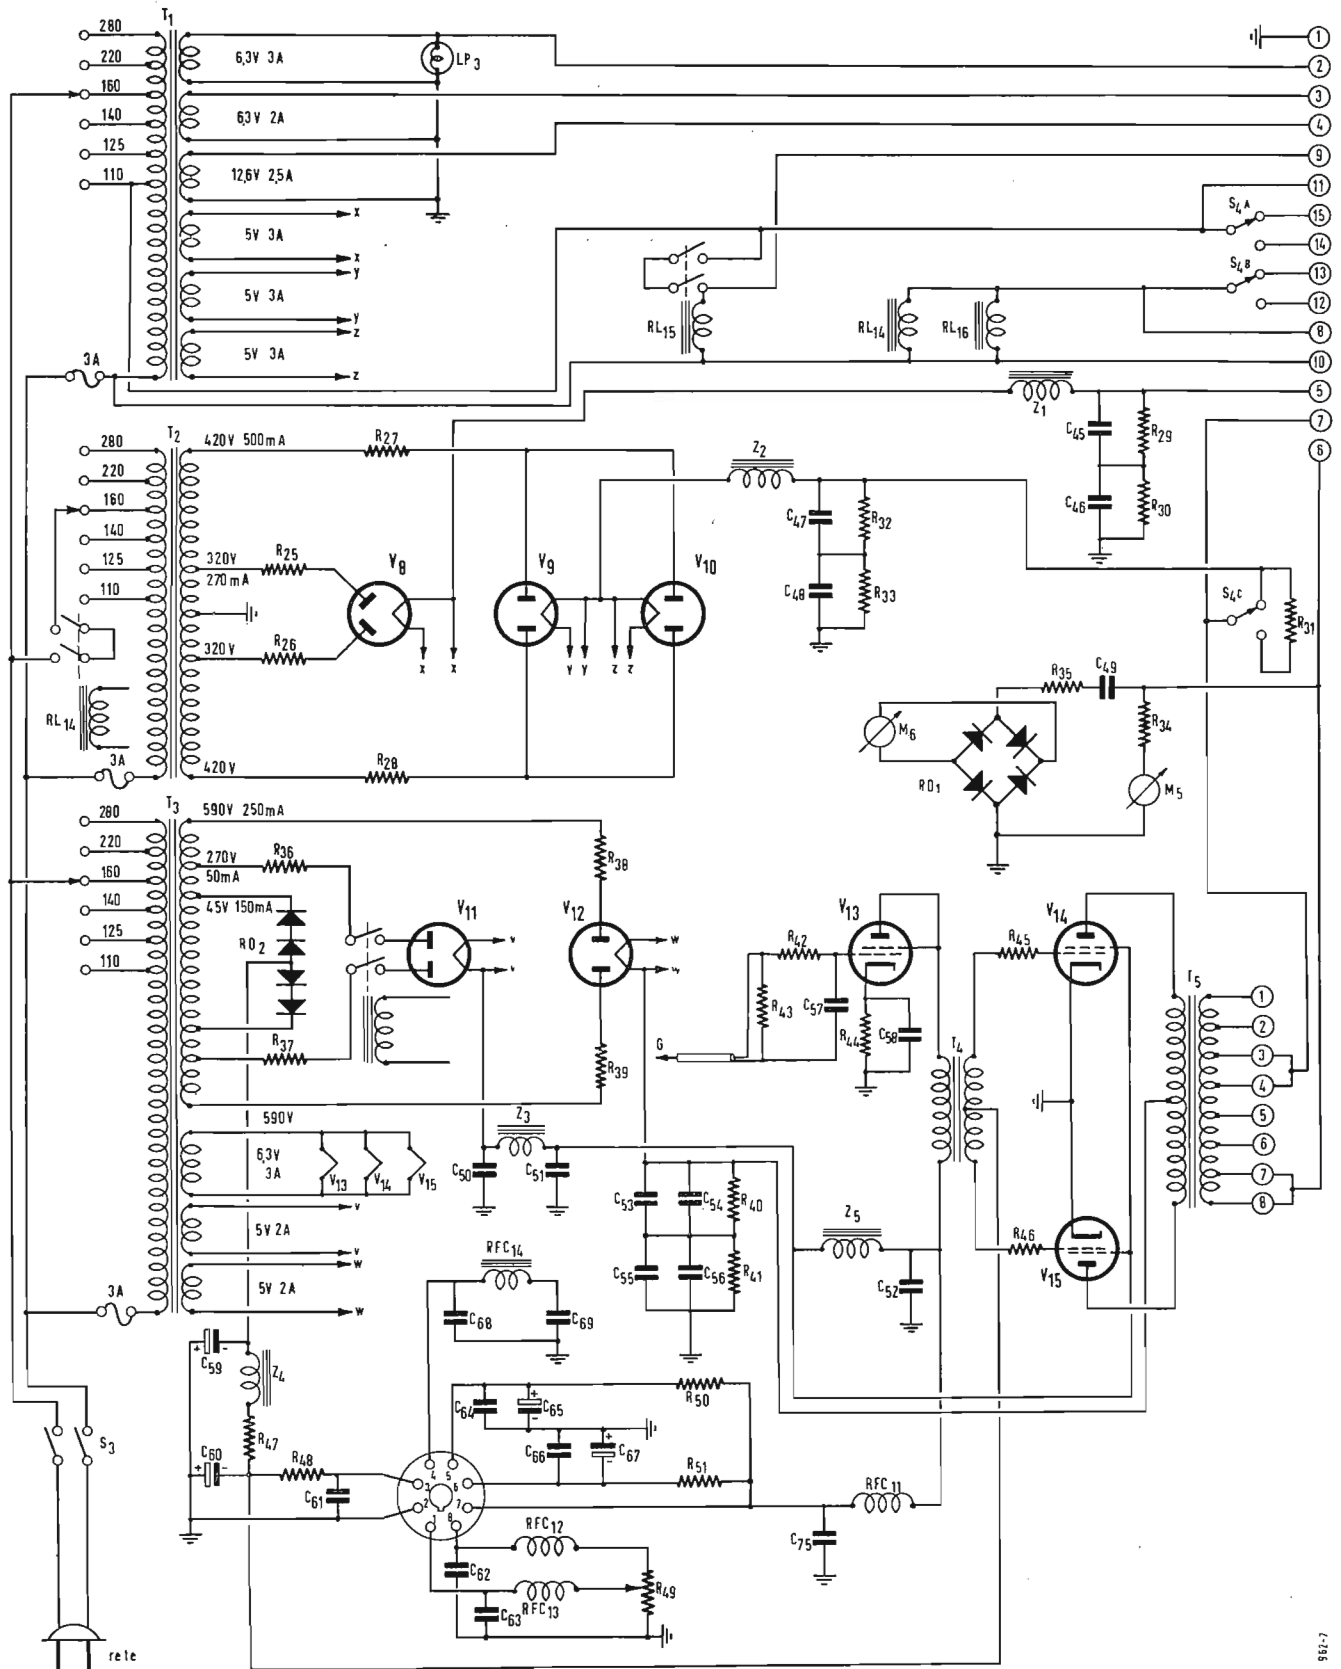 T1
280
220
160
140
125
110
6,3V 3A
6,3V 2A
12,6V 2,5A
5V 3A
5V 3A
5V 3A
x
x
y
y
z
z
LP3
3A
1
2
3
4
9
11
15
14
13
12
8
10
5
7
6
S4A
S4B
RL15
RL14
RL16
Z1
C45
R29
C46
R30
T2
280
220
160
140
125
110
420V 500mA
320V
270mA
320V
420V
R27
R25
R26
R28
V8
V9
V10
x
x
y
y
z
z
Z2
C47
R32
C48
R33
S4C
R31
RL14
3A
R35
C49
R34
M6
RD1
M5
T3
280
220
160
140
125
110
590V 250mA
270V
50mA
45V 150mA
R36
RD2
R37
590V
6,3V
3A
V13
V14
V15
5V 2A
5V 2A
v
v
w
w
3A
V11
v
v
R38
V12
w
w
R39
G
R42
R43
C57
V13
R44
C58
T4
R45
V14
R46
V15
T5
1
2
3
4
5
6
7
8
Z3
C50
C51
C53
C54
R40
C55
C56
R41
Z5
C52
RFC14
C68
C69
C59
Z4
R47
C60
R48
C61
S3
C64
C65
R50
C66
C67
R51
4
5
3
6
2
7
1
8
RFC11
C75
RFC12
C62
RFC13
C63
R49
rete
962-7